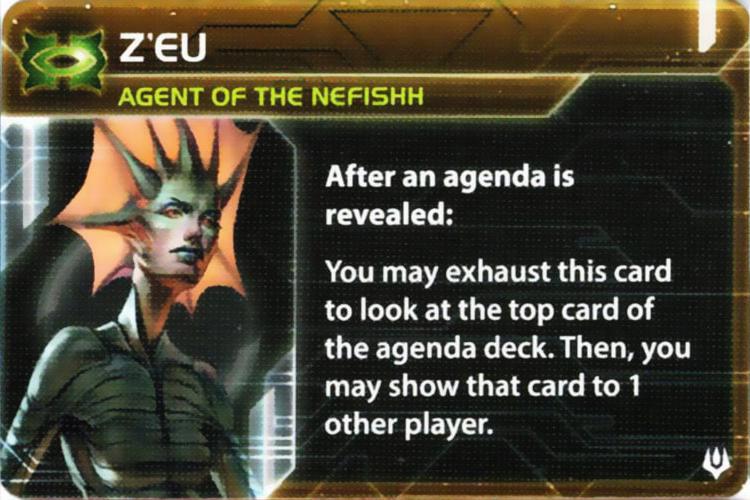 Z'EU
AGENT OF THE NEFISHH
After an agenda is
revealed:
You may exhaust this card
to look at the top card of
the agenda deck. Then, you
may show that card to 1
other player.